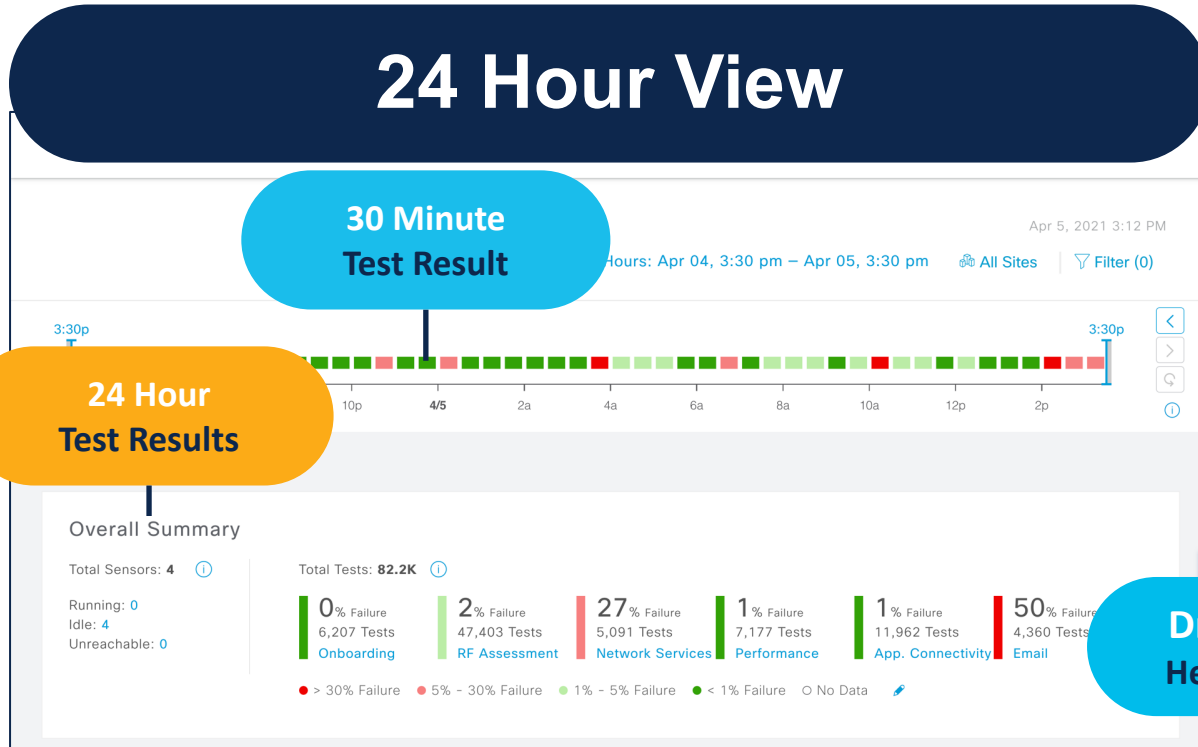 24 Hour View
30 Minute
Test Result
Apr 5, 2021 3:12 PM
Hours: Apr 04, 3:30 pm – Apr 05, 3:30 pm All Sites Filter (0)
3:30p 3:30p
24 Hour
Test Results
10p 4/5 2a 4a 6a 8a 10a 12p 2p
Overall Summary
Total Sensors: 4
Running: 0
Idle: 4
Unreachable: 0
Total Tests: 82.2K
0% Failure
6,207 Tests
Onboarding
2% Failure
47,403 Tests
RF Assessment
27% Failure
5,091 Tests
Network Services
1% Failure
7,177 Tests
Performance
1% Failure
11,962 Tests
App. Connectivity
50% Failure
4,360 Tests
Email
> 30% Failure 5% - 30% Failure 1% - 5% Failure < 1% Failure No Data